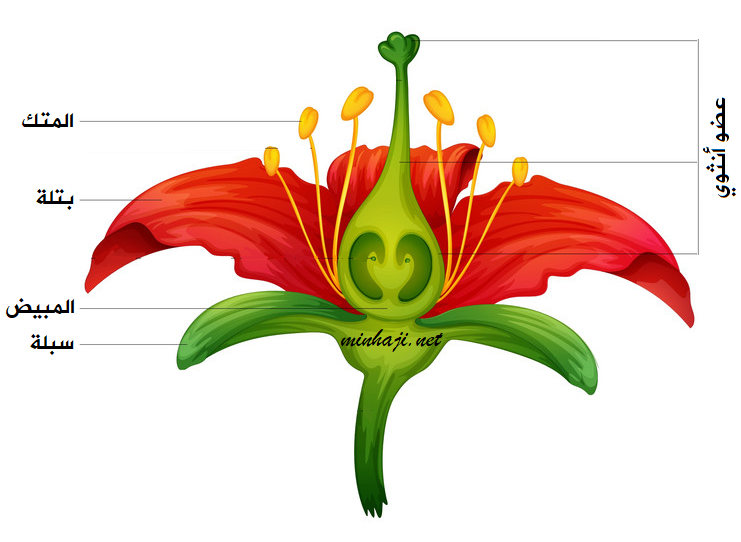 عضو أنثوي
المتك
بتلة
المبيض
سبلة
minhaji.net